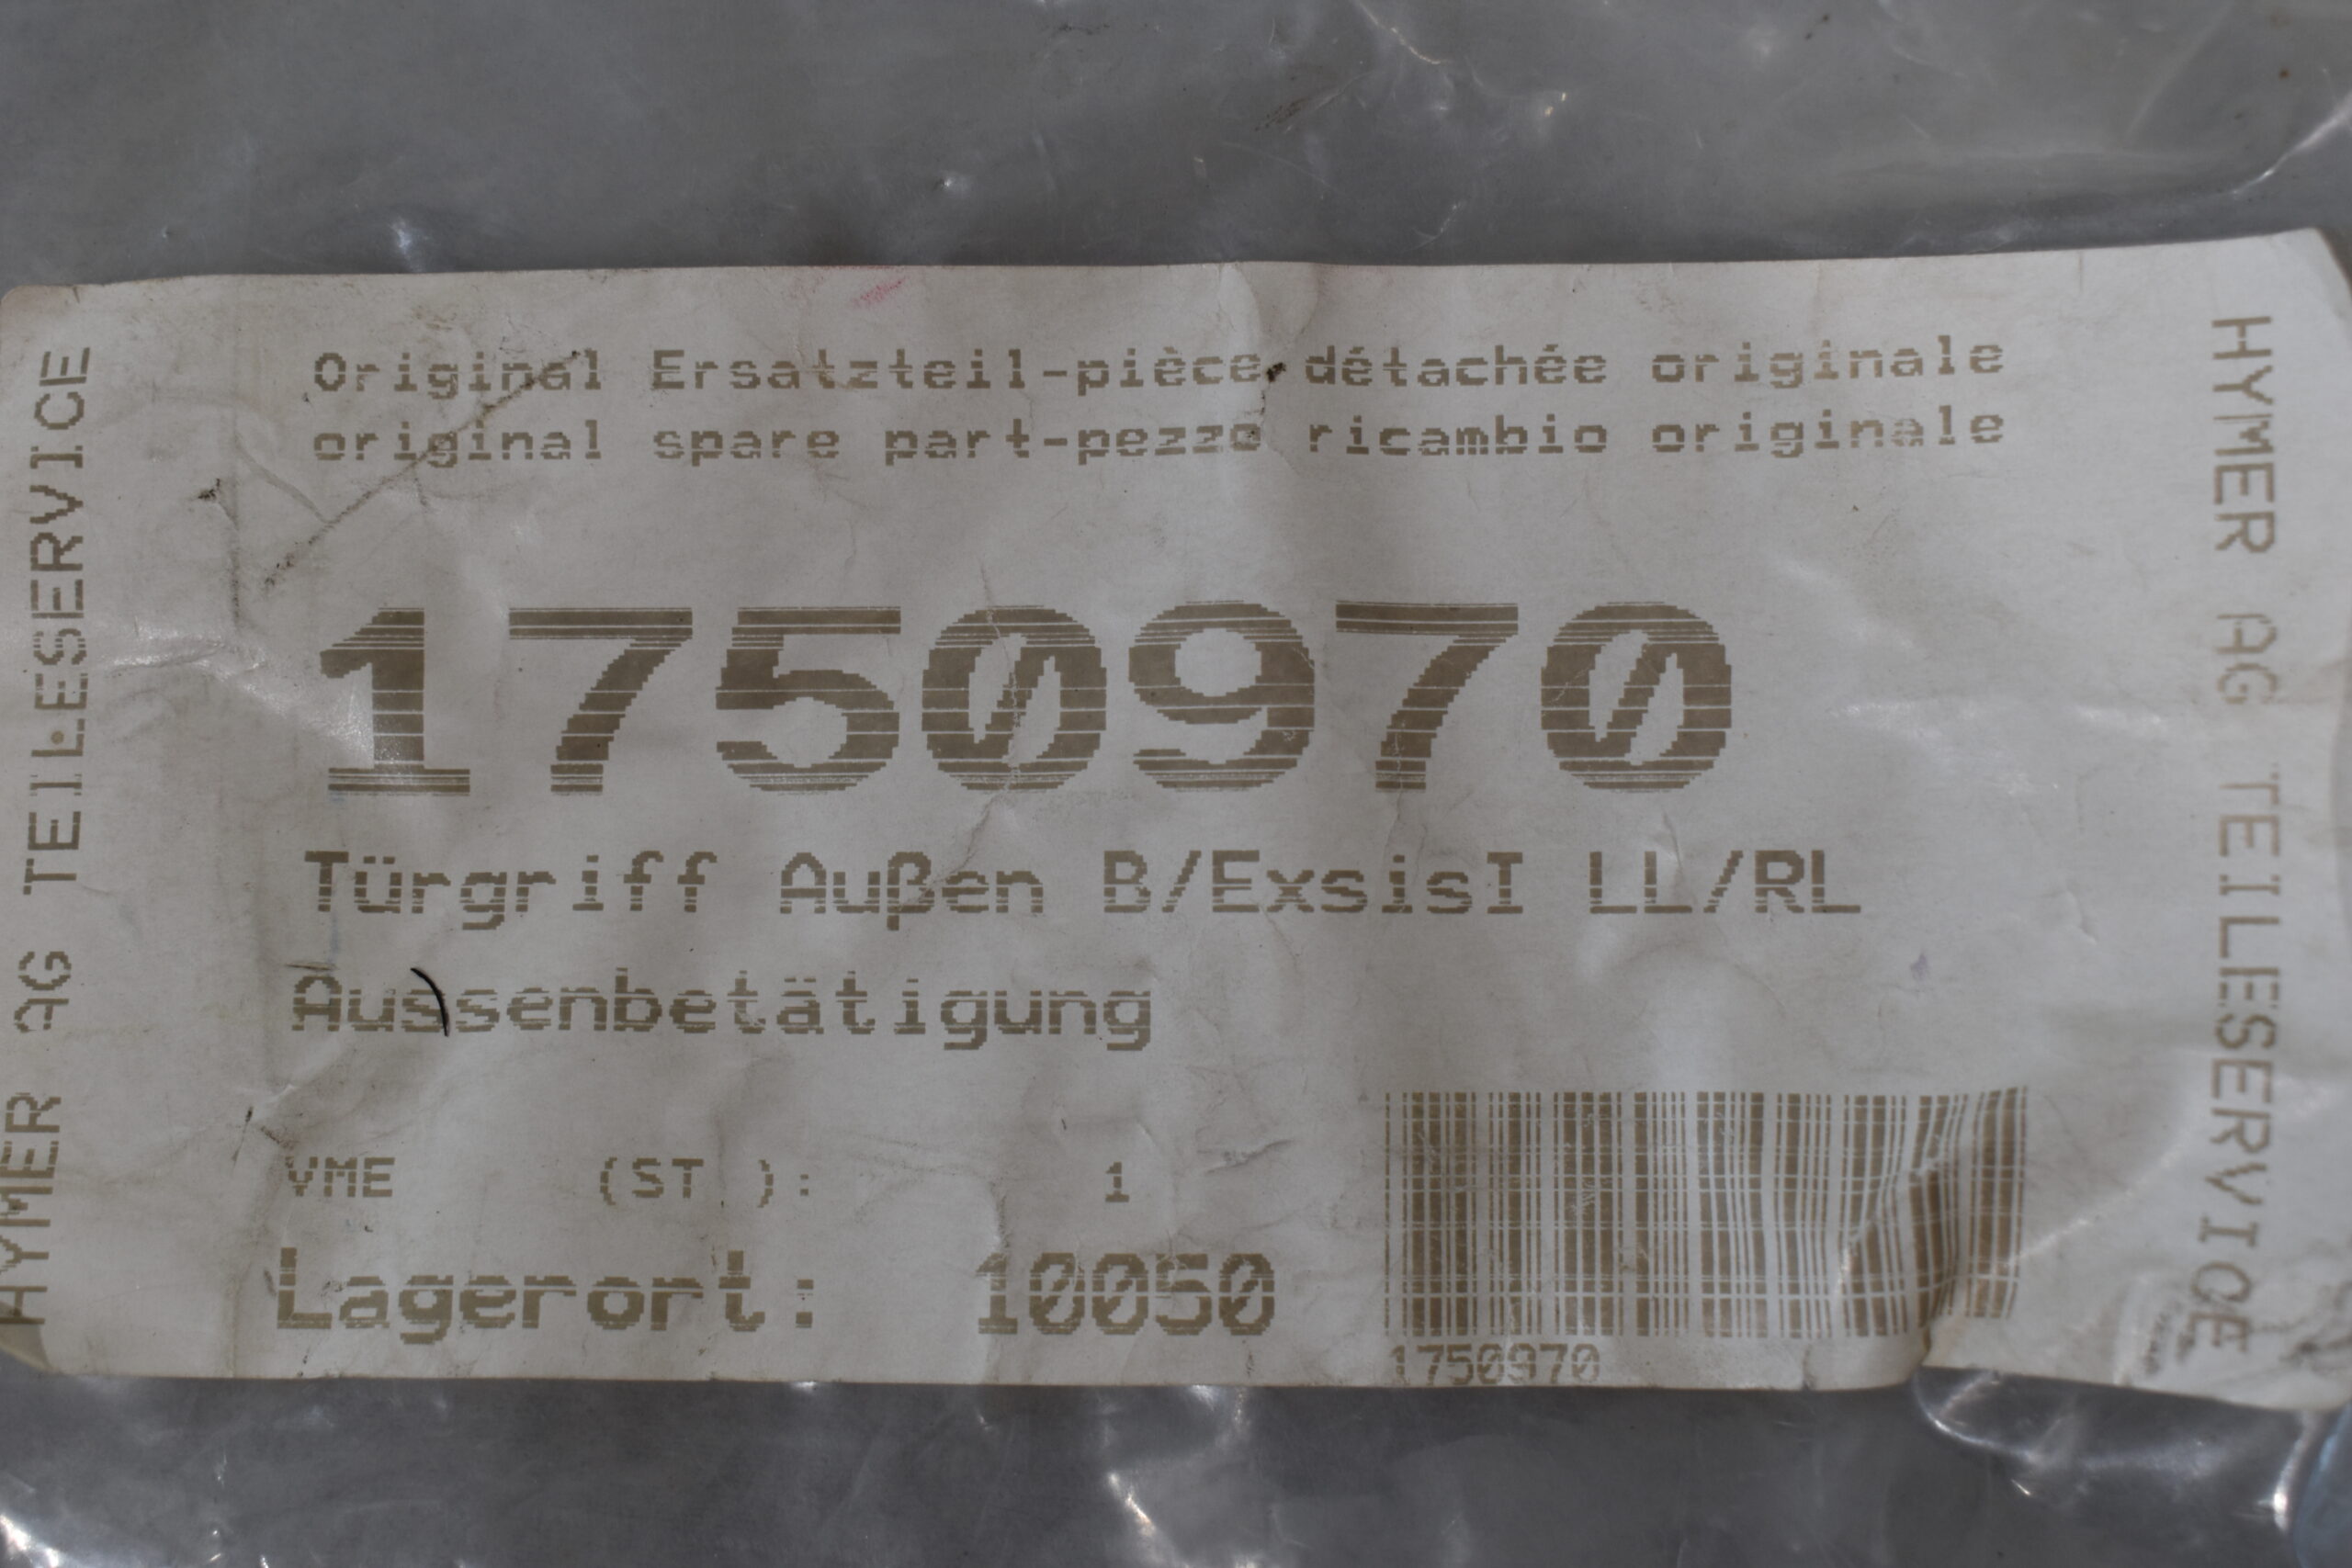 HYMER AG TEILESERVICE
Original Ersatzteil-pièce détachée originale
original spare part-pezzo ricambio originale
1750970
Türgriff Außen B/ExsisI LL/RL
Aussenbetätigung
VME (ST ): 1
Lagerort: 10050
1750970
HYMER AG TEILESERVICE